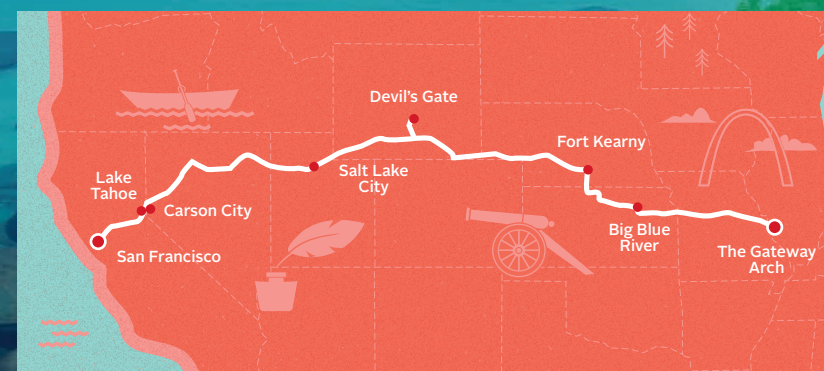 Devil's Gate
Fort Kearny
Salt Lake
City
Lake
Tahoe
Carson City
Big Blue
River
San Francisco
The Gateway
Arch